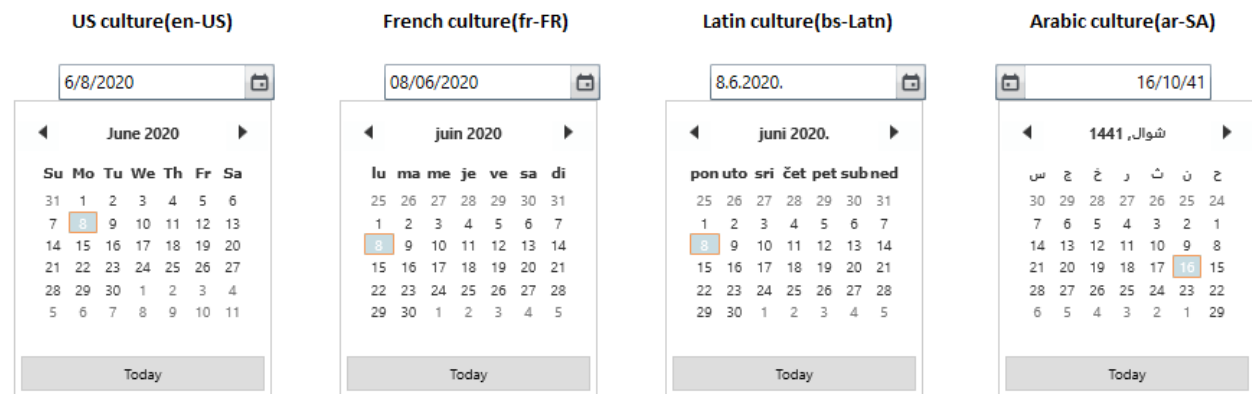 US culture(en-US)
6/8/2020
June 2020
Su Mo Tu We Th Fr Sa
31 1 2 3 4 5 6
7 8 9 10 11 12 13
14 15 16 17 18 19 20
21 22 23 24 25 26 27
28 29 30 1 2 3 4
5 6 7 8 9 10 11
Today
French culture(fr-FR)
08/06/2020
juin 2020
lu ma me je ve sa di
25 26 27 28 29 30 31
1 2 3 4 5 6 7
8 9 10 11 12 13 14
15 16 17 18 19 20 21
22 23 24 25 26 27 28
29 30 1 2 3 4 5
Today
Latin culture(bs-Latn)
8.6.2020.
juni 2020.
pon uto sri čet pet sub ned
25 26 27 28 29 30 31
1 2 3 4 5 6 7
8 9 10 11 12 13 14
15 16 17 18 19 20 21
22 23 24 25 26 27 28
29 30 1 2 3 4 5
Today
Arabic culture(ar-SA)
16/10/41
شوال, 1441
ح ن ث ر خ ج س
24 25 26 27 28 29 30
1 2 3 4 5 6 7
8 9 10 11 12 13 14
15 16 17 18 19 20 21
22 23 24 25 26 27 28
29 1 2 3 4 5 6
Today